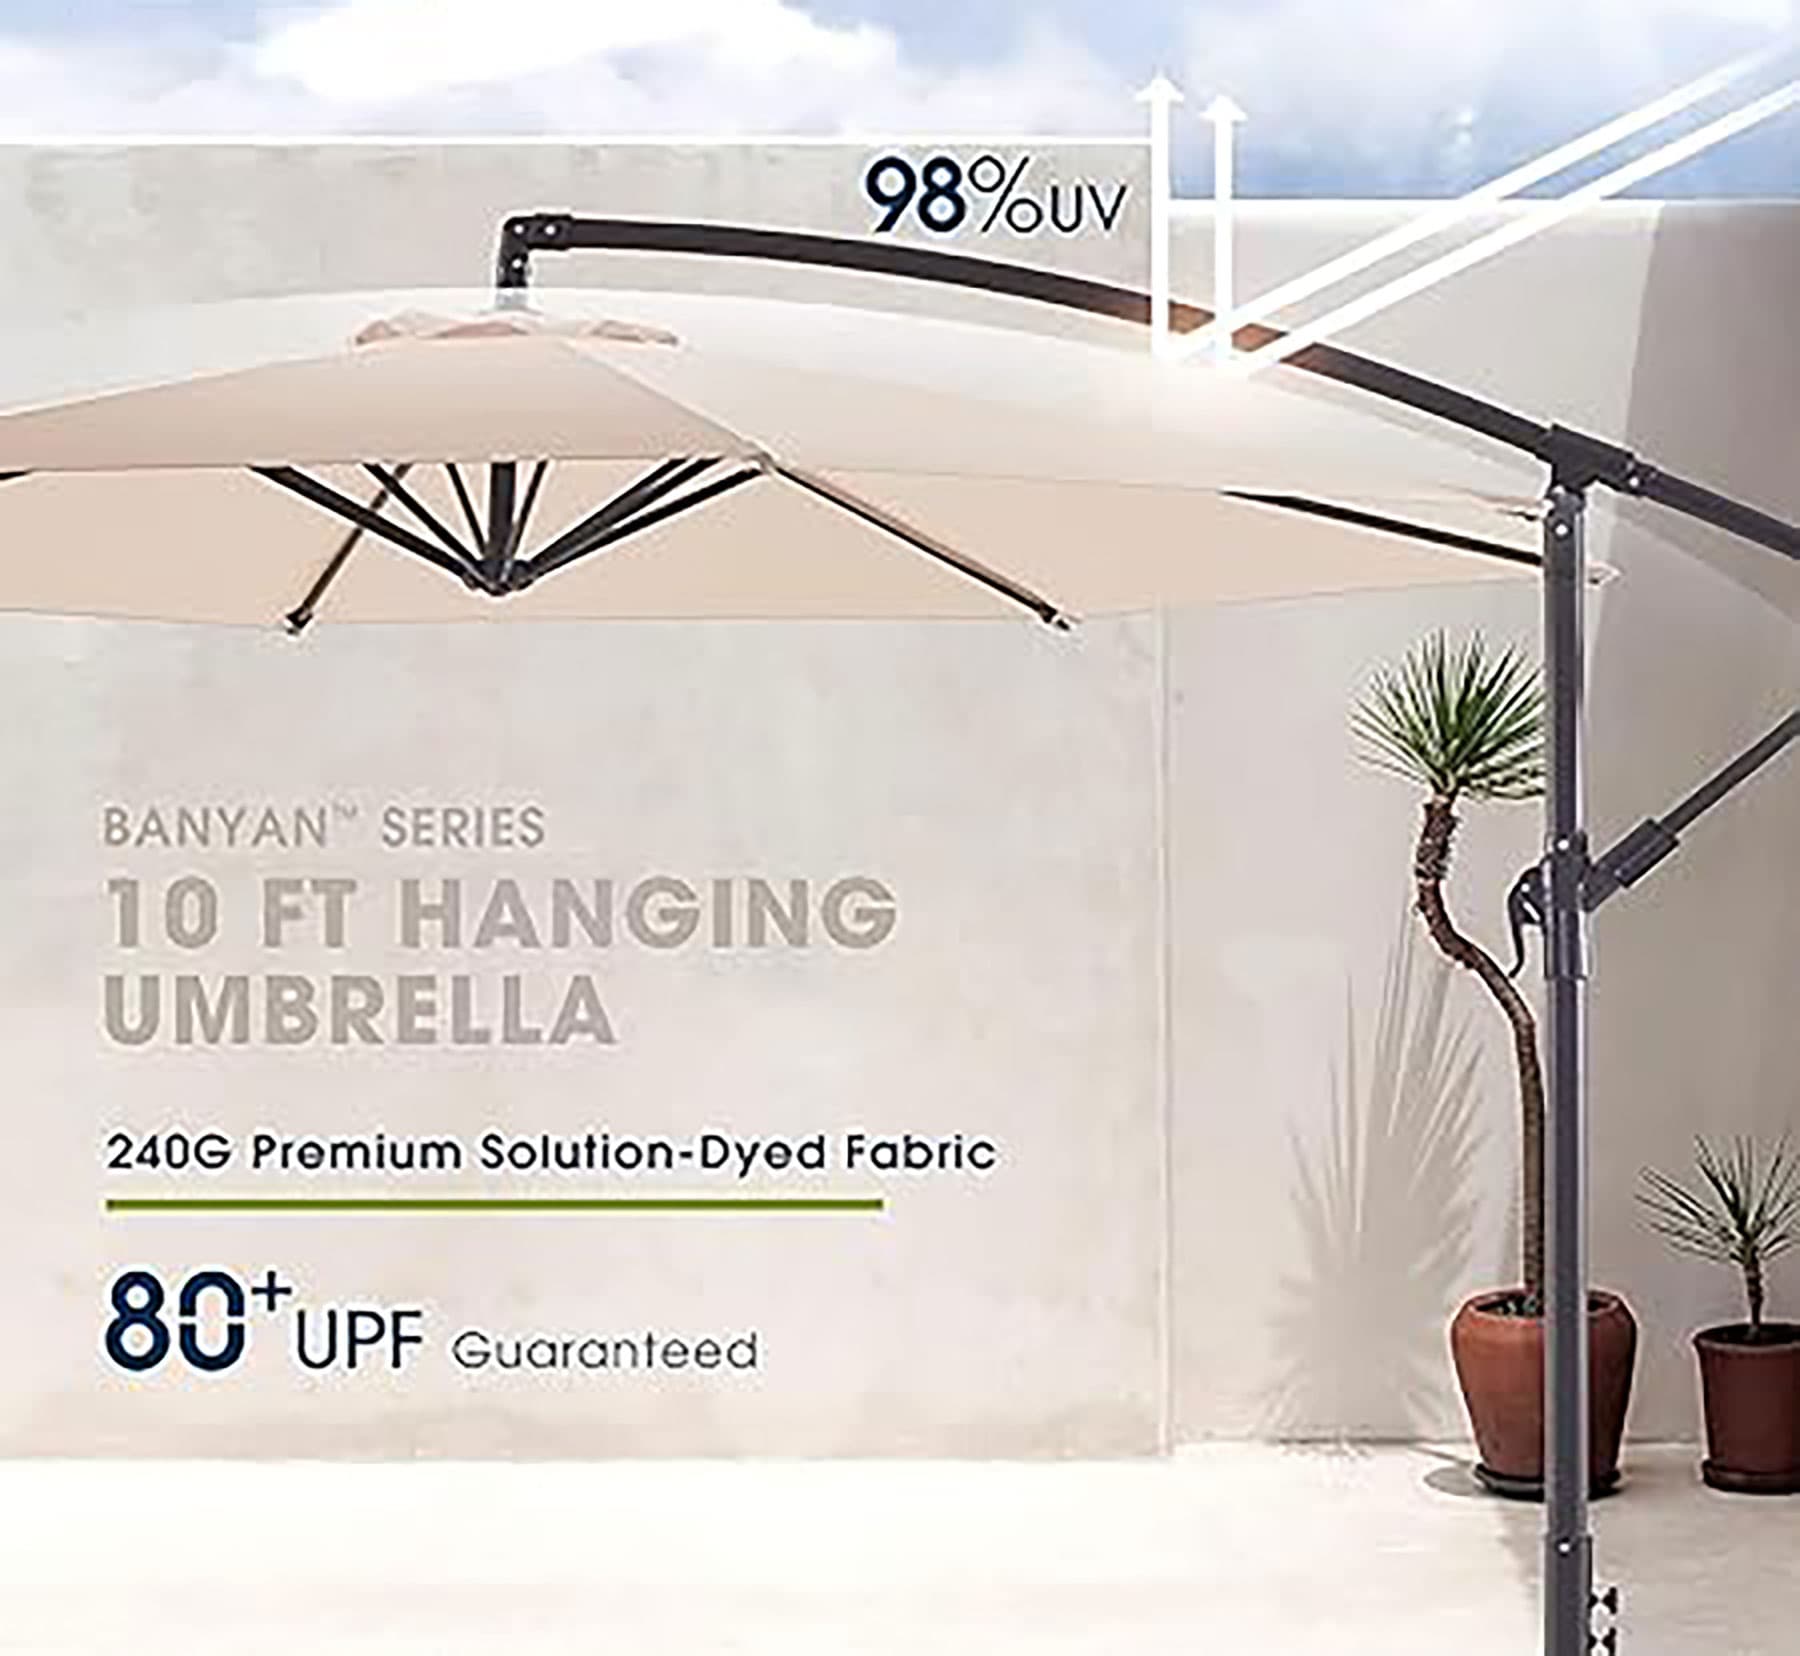 98%UV
BANYAN™ SERIES
10 FT HANGING
UMBRELLA
240G Premium Solution-Dyed Fabric
80+UPF Guaranteed